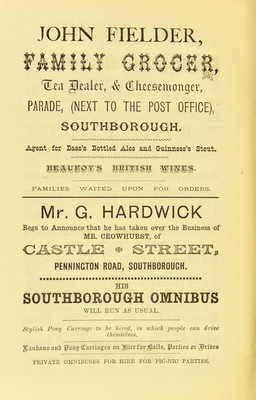 JOHN FIELDER,
FAMILY GROCER,
Tea Dealer, & Cheesemonger,
PARADE, (NEXT TO THE POST OFFICE),
SOUTHBOROUGH.
Agent for Bass's Bottled Ales and Guinness's Stout.
BEAUFOY'S BRITISH WINES.
FAMILIES WAITED UPON FOR ORDERS.
Mr. G. HARDWICK
Begs to Announce that he has taken over the Business of
MR. CROWHURST, of
CASTLE * STREET,
PENNINGTON ROAD, SOUTHBOROUGH.
HIS
SOUTHBOROUGH OMNIBUS
WILL RUN AS USUAL.
Stylish Pony Carriage to be hired, in which people can drive
themselves.
Landaus and Pony Carriages on Hire for Balls, Parties or Drives
PRIVATE OMNIBUSES FOR HIRE FOR PIC-NIC PARTIES.